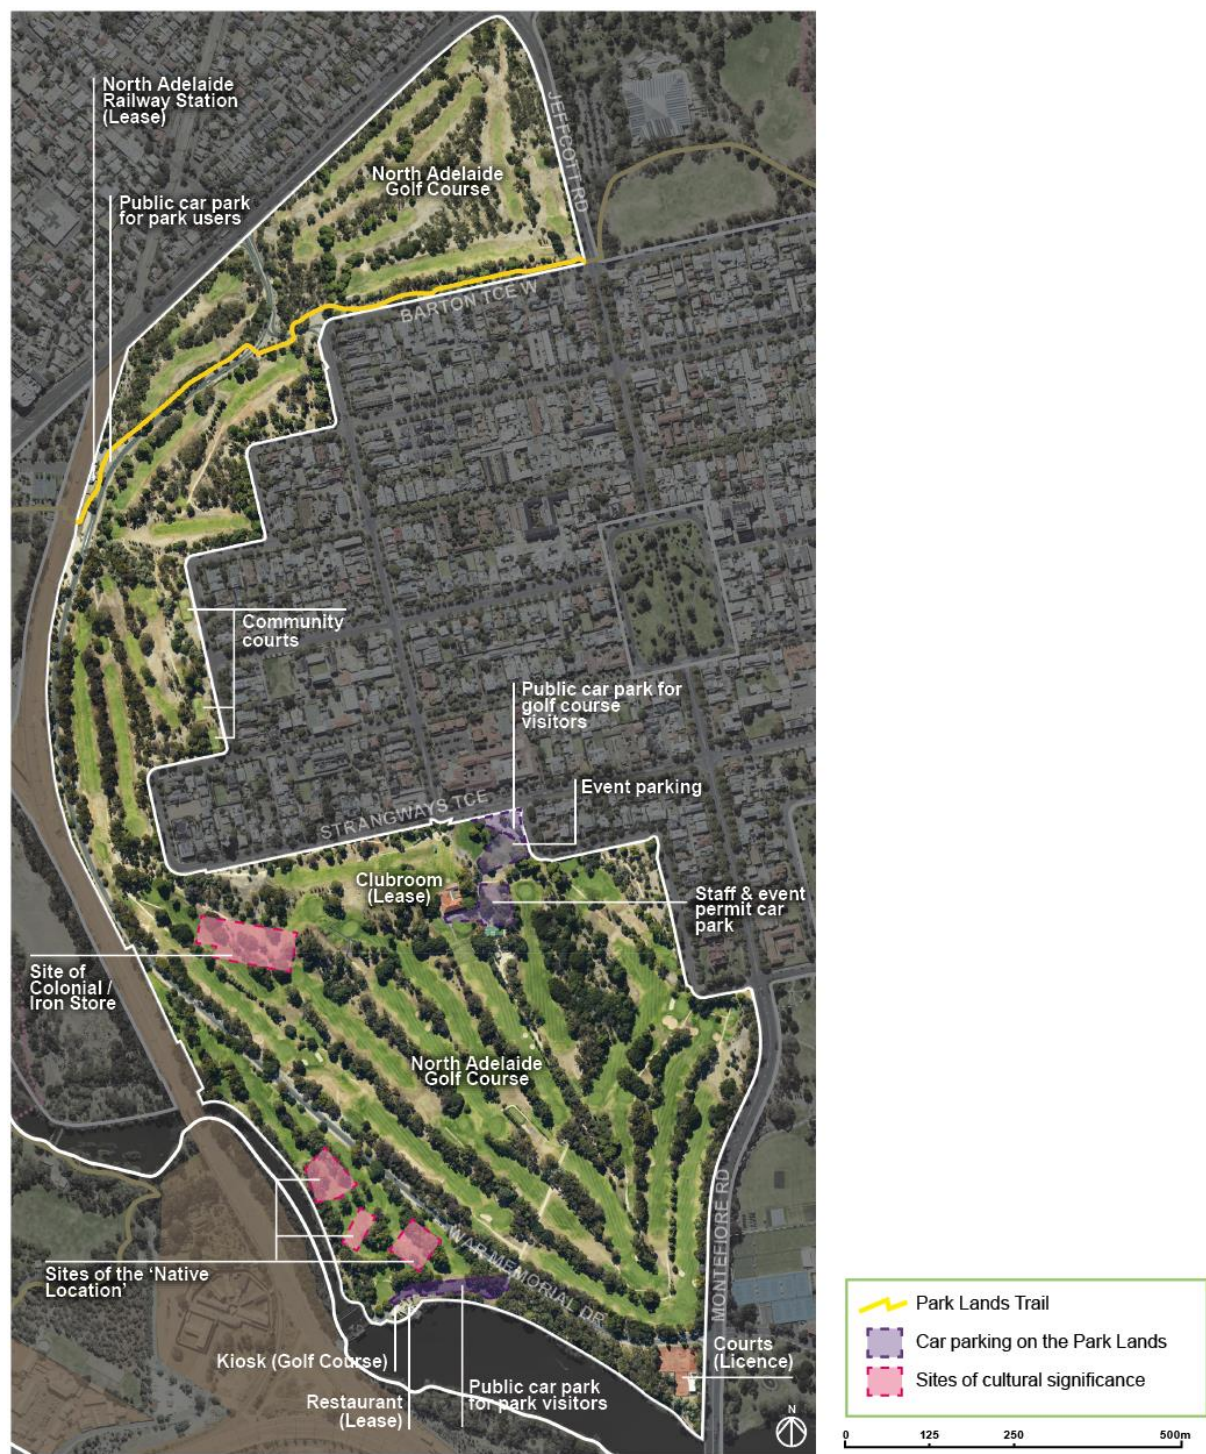 North Adelaide
Railway Station
(Lease)
Public car park
for park users
North Adelaide
Golf Course
JEFFCOTT RD
BARTON TCE W
Community
courts
Public car park for
golf course
visitors
Event parking
STRANGWAYS TCE
Clubroom
(Lease)
Staff & event
permit car
park
Site of
Colonial /
Iron Store
North Adelaide
Golf Course
WAR MEMORIAL DR
MONTEFIORE RD
Sites of the ‘Native
Location’
Kiosk (Golf Course)
Restaurant
(Lease)
Public car park
for park visitors
Courts
(Licence)
N
Park Lands Trail
Car parking on the Park Lands
Sites of cultural significance
0 125 250 500m